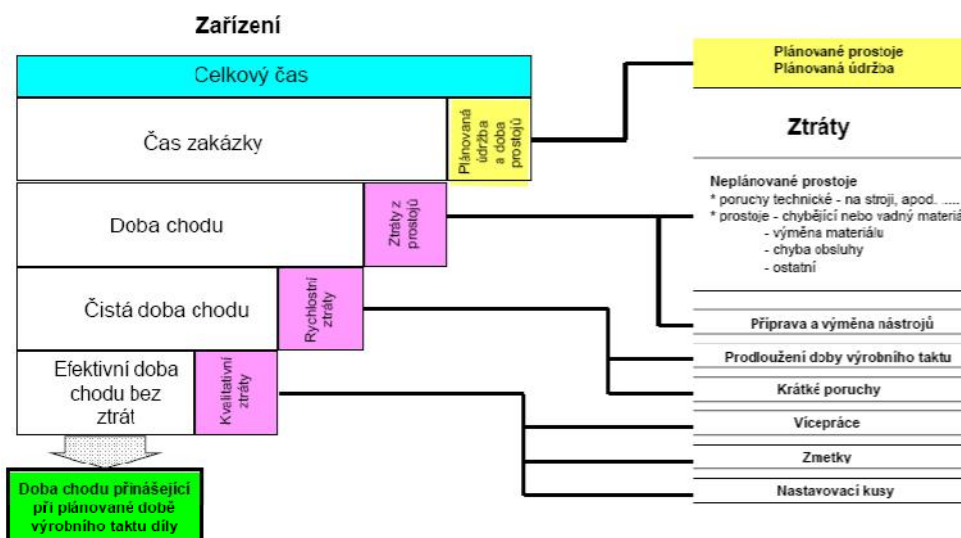 Zařízení
Celkový čas
Čas zakázky
Plánovaná
údržba
a doba
prostojů
Doba chodu
Ztráty z
prostojů
Čistá doba chodu
Rychlostní
ztráty
Efektivní doba
chodu bez
ztrát
Kvalitativní
ztráty
Doba chodu přinášející
při plánované době
výrobního taktu díly
Plánované prostoje
Plánovaná údržba
Ztráty
Neplánované prostoje
* poruchy technické - na stroji, apod. .....
* prostoje - chybějící nebo vadný materiá
- výměna materiálu
- chyba obsluhy
- ostatní
Příprava a výměna nástrojů
Prodloužení doby výrobního taktu
Krátké poruchy
Vícepráce
Zmetky
Nastavovací kusy